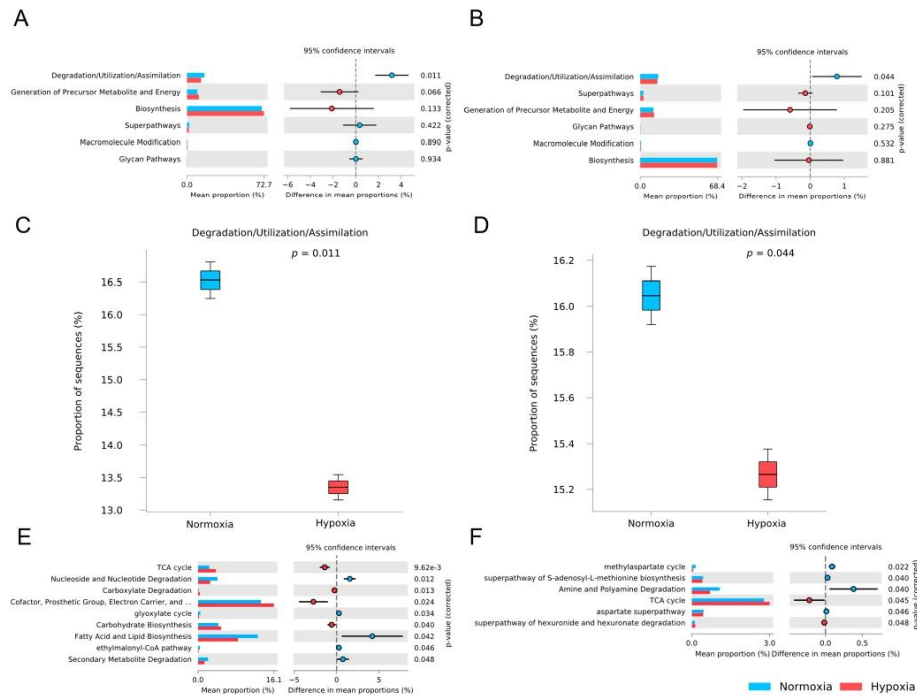 A
95% confidence intervals
Degradation/Utilization/Assimilation
0.011
Generation of Precursor Metabolite and Energy
0.066
Biosynthesis
0.133
Superpathways
0.422
Macromolecule Modification
0.890
Glycan Pathways
0.934
p-value (corrected)
0.0 72.7
−6 −4 −2 0 2 4
Mean proportion (%)
Difference in mean proportions (%)
B
95% confidence intervals
Degradation/Utilization/Assimilation
0.044
Superpathways
0.101
Generation of Precursor Metabolite and Energy
0.205
Glycan Pathways
0.275
Macromolecule Modification
0.532
Biosynthesis
0.881
p-value (corrected)
0.0 68.4
−2 −1 0 1
Mean proportion (%)
Difference in mean proportions (%)
C
Degradation/Utilization/Assimilation
p = 0.011
Proportion of sequences (%)
16.5
16.0
15.5
15.0
14.5
14.0
13.5
13.0
Normoxia
Hypoxia
D
Degradation/Utilization/Assimilation
p = 0.044
Proportion of sequences (%)
16.2
16.0
15.8
15.6
15.4
15.2
Normoxia
Hypoxia
E
95% confidence intervals
TCA cycle
9.62e-3
Nucleoside and Nucleotide Degradation
0.012
Carboxylate Degradation
0.013
Cofactor, Prosthetic Group, Electron Carrier, and ...
0.024
glyoxylate cycle
0.034
Carbohydrate Biosynthesis
0.040
Fatty Acid and Lipid Biosynthesis
0.042
ethylmalonyl-CoA pathway
0.046
Secondary Metabolite Degradation
0.048
p-value (corrected)
0.0 16.1
−5 0 5
Mean proportion (%)
Difference in mean proportions (%)
F
95% confidence intervals
methylaspartate cycle
0.022
superpathway of S-adenosyl-L-methionine biosynthesis
0.040
Amine and Polyamine Degradation
0.040
TCA cycle
0.045
aspartate superpathway
0.046
superpathway of hexuronide and hexuronate degradation
0.048
p-value (corrected)
0.0 3.0
0.0 0.5
Mean proportion (%)
Difference in mean proportions (%)
Normoxia
Hypoxia